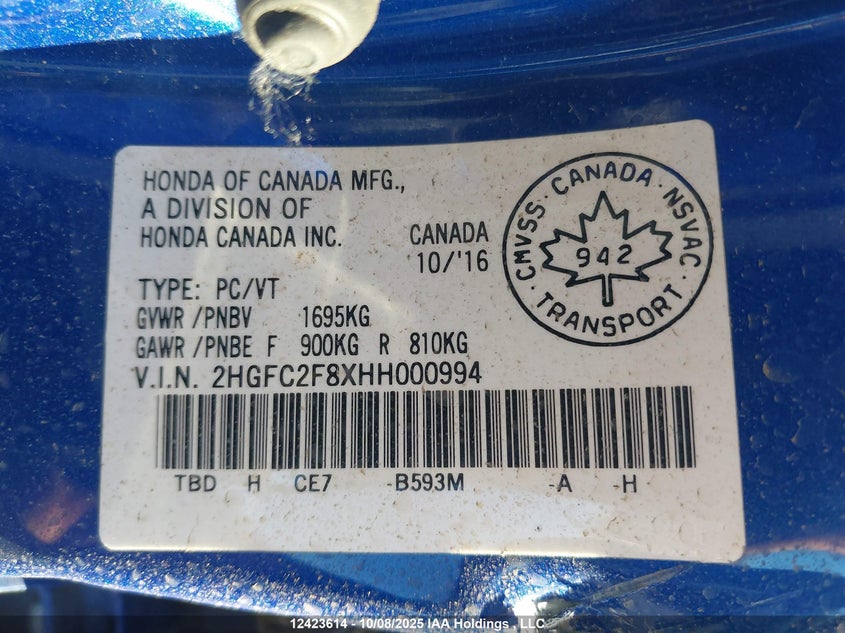 HONDA OF CANADA MFG.,
A DIVISION OF
HONDA CANADA INC. CANADA
10/'16
CMVSS · CANADA · NSVAC · TRANSPORT ·
942
TYPE: PC/VT
GVWR /PNBV 1695KG
GAWR /PNBE F 900KG R 810KG
V.I.N. 2HGFC2F8XHH000994
TBD H CE7 -B593M -A -H
12423614 - 10/08/2025 IAA Holdings , LLC